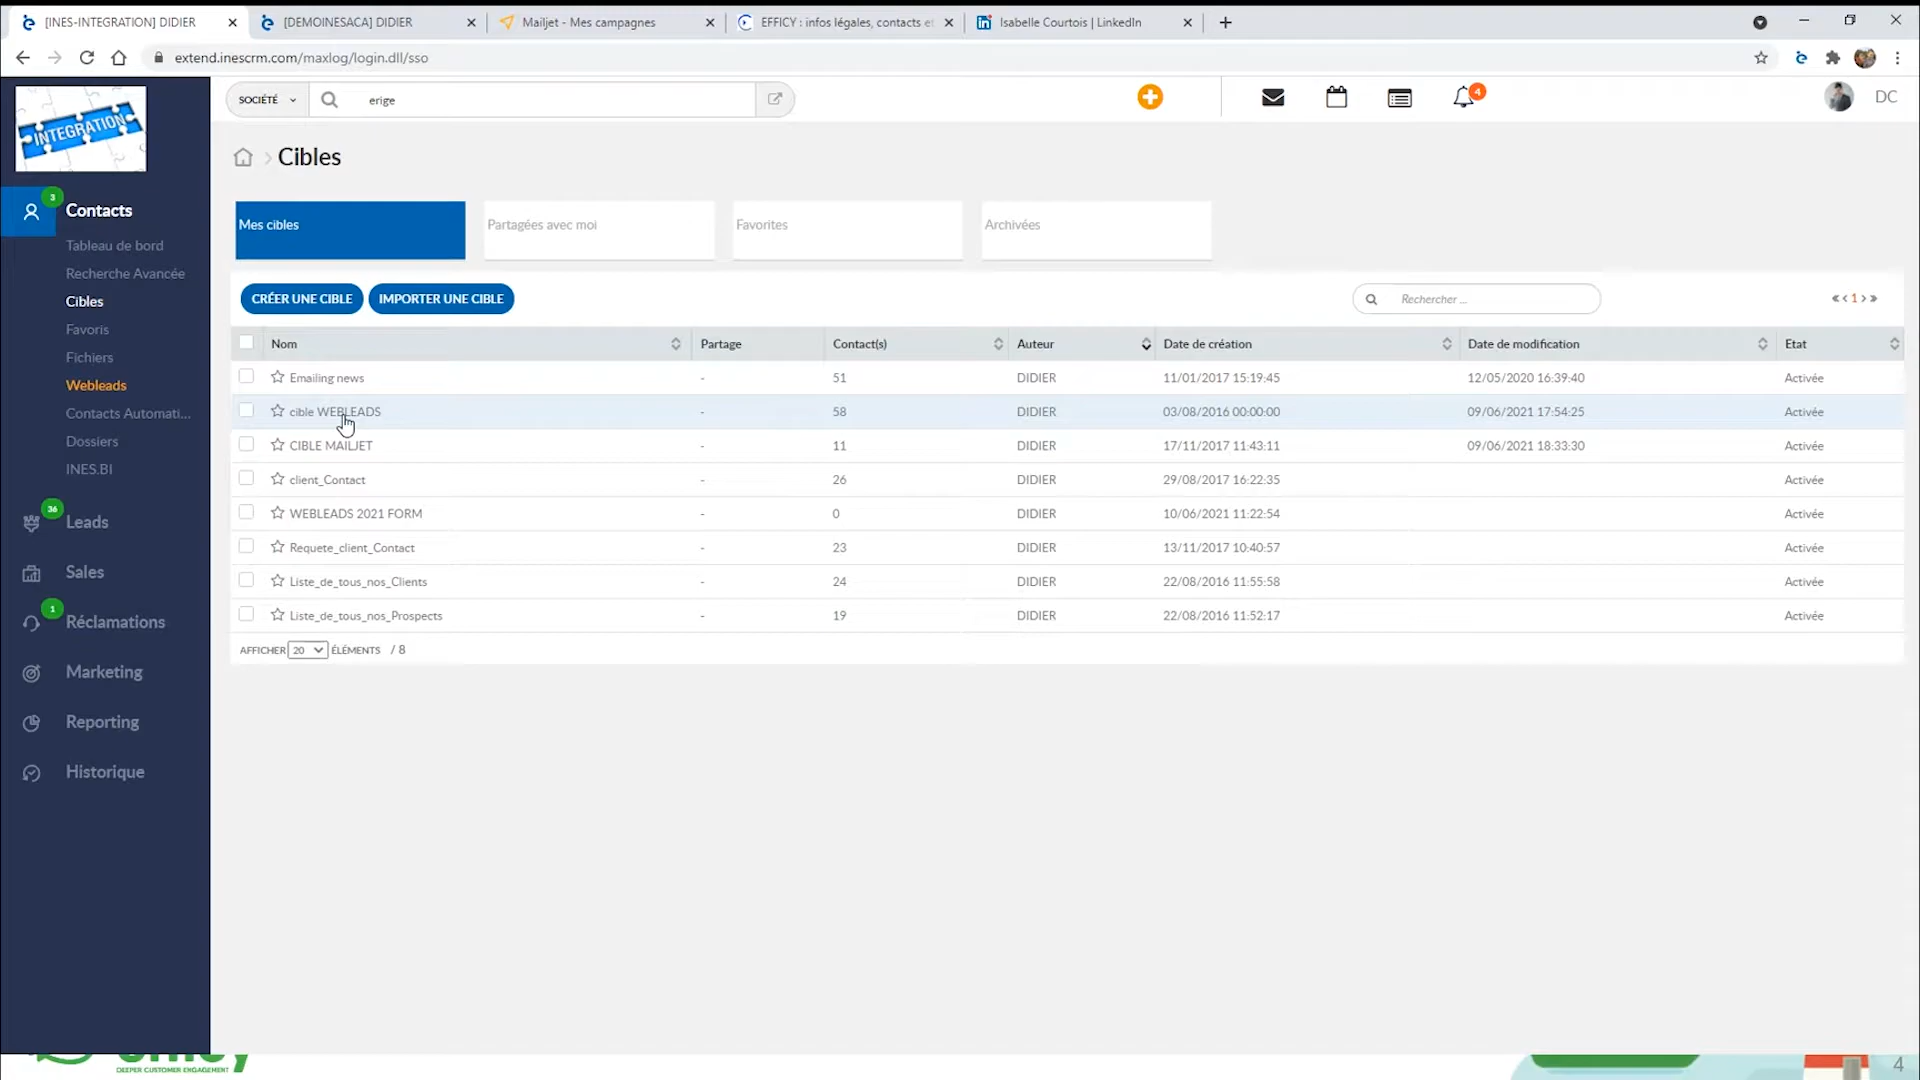 [INES-INTEGRATION] DIDIER
[DEMOINESACA] DIDIER
Mailjet - Mes campagnes
EFFICY : infos légales, contacts et
Isabelle Courtois | LinkedIn
extend.inescrm.com/maxlog/login.dll/sso
INTEGRATION
SOCIÉTÉ
erige
4
DC
Cibles
3
Contacts
Tableau de bord
Recherche Avancée
Cibles
Favoris
Fichiers
Webleads
Contacts Automati...
Dossiers
INES.BI
36
Leads
Sales
1
Réclamations
Marketing
Reporting
Historique
Mes cibles
Partagées avec moi
Favorites
Archivées
CRÉER UNE CIBLE
IMPORTER UNE CIBLE
Rechercher ...
« ‹ 1 › »
Nom Partage Contact(s) Auteur Date de création Date de modification Etat
Emailing news - 51 DIDIER 11/01/2017 15:19:45 12/05/2020 16:39:40 Activée
cible WEBLEADS - 58 DIDIER 03/08/2016 00:00:00 09/06/2021 17:54:25 Activée
CIBLE MAILJET - 11 DIDIER 17/11/2017 11:43:11 09/06/2021 18:33:30 Activée
client_Contact - 26 DIDIER 29/08/2017 16:22:35 Activée
WEBLEADS 2021 FORM - 0 DIDIER 10/06/2021 11:22:54 Activée
Requete_client_Contact - 23 DIDIER 13/11/2017 10:40:57 Activée
Liste_de_tous_nos_Clients - 24 DIDIER 22/08/2016 11:55:58 Activée
Liste_de_tous_nos_Prospects - 19 DIDIER 22/08/2016 11:52:17 Activée
AFFICHER 20 ÉLÉMENTS / 8
DEEPER CUSTOMER ENGAGEMENT
4